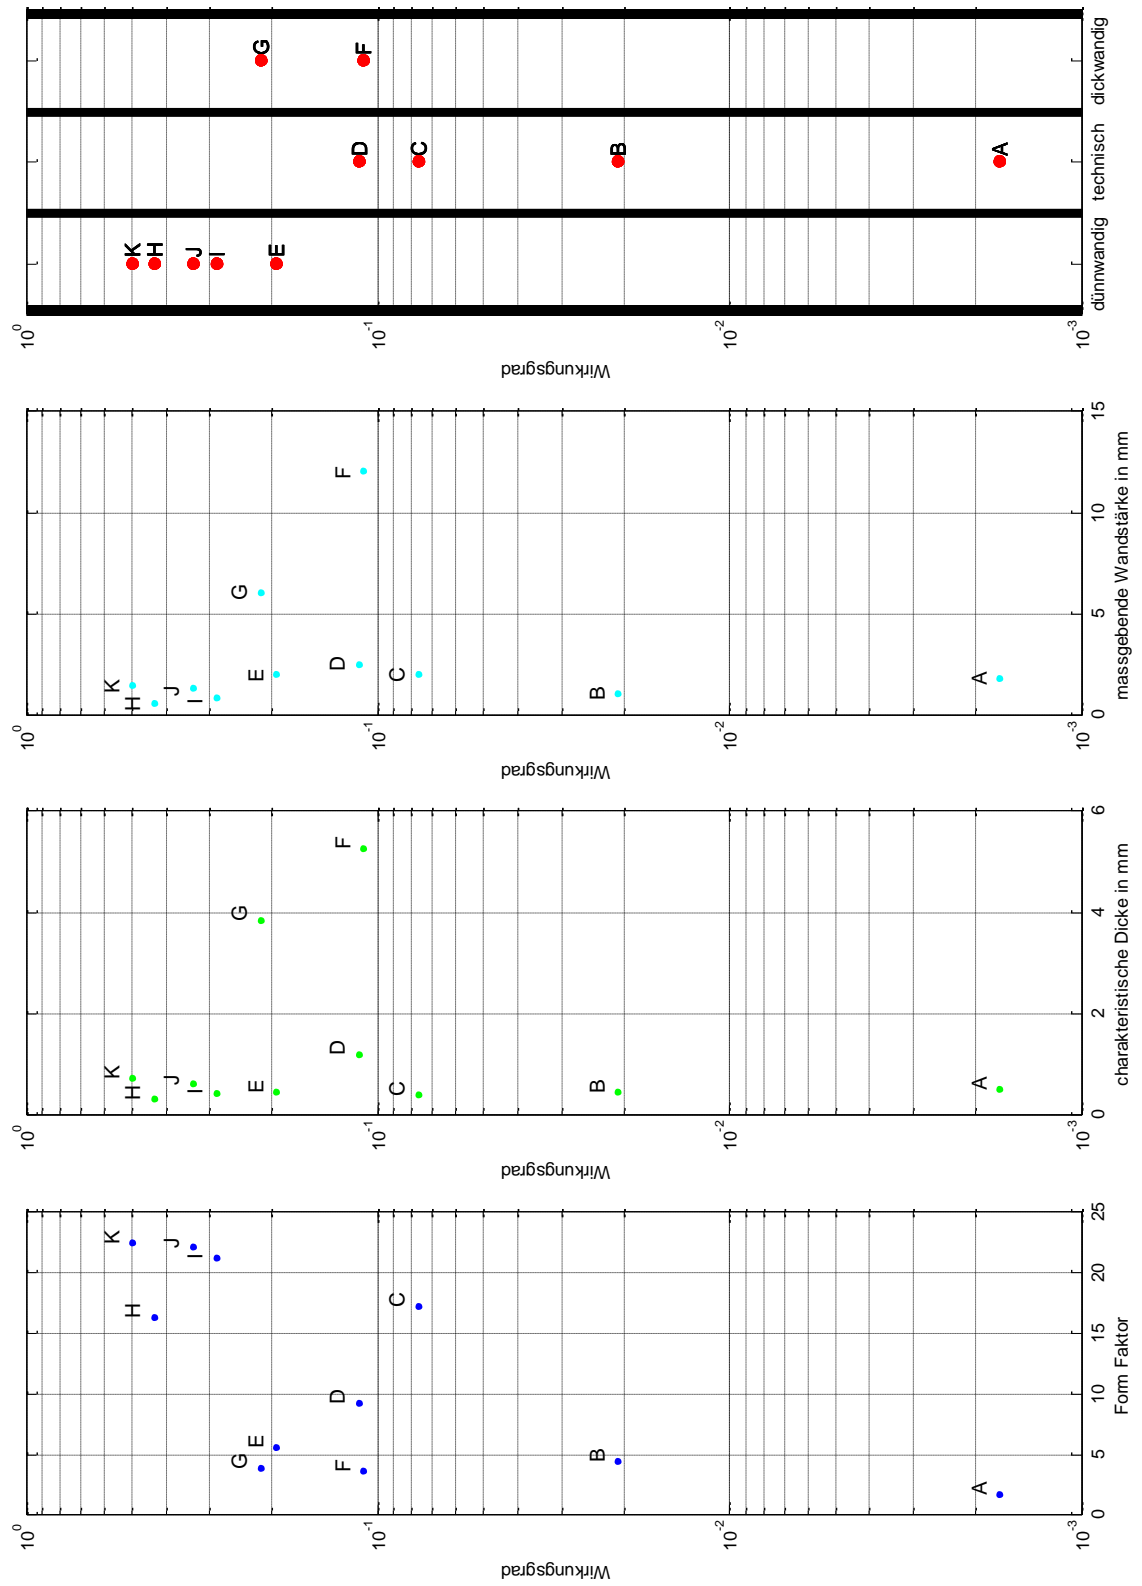 Wirkungsgrad
10^0
10^-1
10^-2
10^-3
0
5
10
15
20
25
Form Faktor
A
B
C
D
E
F
G
H
I
J
K
Wirkungsgrad
10^0
10^-1
10^-2
10^-3
0
2
4
6
charakteristische Dicke in mm
A
B
C
D
E
F
G
H
I
J
K
Wirkungsgrad
10^0
10^-1
10^-2
10^-3
0
5
10
15
massgebende Wandstärke in mm
A
B
C
D
E
F
G
H
I
J
K
Wirkungsgrad
10^0
10^-1
10^-2
10^-3
dünnwandig
technisch
dickwandig
K
H
J
I
E
D
C
B
A
G
F